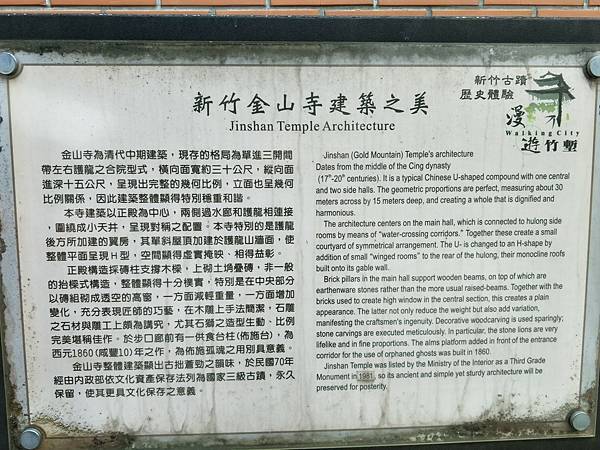 新竹金山寺建築之美
Jinshan Temple Architecture
新竹古蹟
歷史體驗
漫行
Walking City
遊竹塹
金山寺為清代中期建築，現存的格局為單進三開間
帶左右護龍之合院型式，橫向面寬約三十公尺，縱向面
進深十五公尺，呈現出完整的幾何比例，立面也呈幾何
比例關係，因此建築整體顯得特別穩重和諧。
本寺建築以正殿為中心，兩側過水廊和護龍相蓮接
，圍繞成小天井，呈現對稱之配置。本寺特別的是護龍
後方所加建的翼房，其單斜屋頂加建於護龍山牆面，使
整體平面呈現H型，空間顯得虛實掩映，相得益彰。
正殿構造採磚柱支撐木樑，上砌土埆疊磚，非一般
的抬樑式構造，整體顯得十分樸實，特別是在中央部分
以磚組砌成透空的高窗，一方面減輕重量，一方面增加
變化，充分表現匠師的巧藝，在木雕上手法簡潔，石雕
之石材與雕工上頗為講究，尤其石獅之造型生動、比例
完美堪稱佳作。於步口廊前有一供鸞台柱(佈施台)，為
西元1860(咸豐10)年之作，為佈施孤魂之用別具意義。
金山寺整體建築顯出古拙蒼勁之韻味，於民國70年
經由內政部依文化資產保存法列為國家三級古蹟，永久
保留，使其更具文化保存之意義。
Jinshan (Gold Mountain) Temple's architecture
Dates from the middle of the Cing dynasty
(17th-20th centuries). It is a typical Chinese U-shaped compound with one central
and two side halls. The geometric proportions are perfect, measuring about 30
meters across by 15 meters deep, and creating a whole that is dignified and
harmonious.
The architecture centers on the main hall, which is connected to hulong side
rooms by means of "water-crossing corridors." Together these create a small
courtyard of symmetrical arrangement. The U- is changed to an H-shape by
addition of small "winged rooms" to the rear of the hulong, their monocline roofs
built onto its gable wall.
Brick pillars in the main hall support wooden beams, on top of which are
earthenware stones rather than the more usual raised-beams. Together with the
bricks used to create high window in the central section, this creates a plain
appearance. The latter not only reduce the weight but also add variation,
manifesting the craftsmen's ingenuity. Decorative woodcarving is used sparingly;
stone carvings are executed meticulously. In particular, the stone lions are very
lifelike and in fine proportions. The alms platform added in front of the entrance
corridor for the use of orphaned ghosts was built in 1860.
Jinshan Temple was listed by the Ministry of the Interior as a Third Grade
Monument in 1981, so its ancient and simple yet sturdy architecture will be
preserved for posterity.